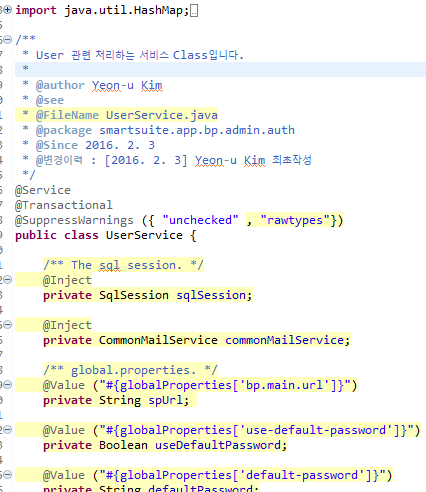 import java.util.HashMap;
/**
 * User 관련 처리하는 서비스 Class입니다.
 *
 * @author Yeon-u Kim
 * @see
 * @FileName UserService.java
 * @package smartsuite.app.bp.admin.auth
 * @Since 2016. 2. 3
 * @변경이력 : [2016. 2. 3] Yeon-u Kim 최초작성
 */
@Service
@Transactional
@SuppressWarnings ({ "unchecked" , "rawtypes"})
public class UserService {
/** The sql session. */
@Inject
private SqlSession sqlSession;
@Inject
private CommonMailService commonMailService;
/** global.properties. */
@Value ("#{globalProperties['bp.main.url']}")
private String spUrl;
@Value ("#{globalProperties['use-default-password']}")
private Boolean useDefaultPassword;
@Value ("#{globalProperties['default-password']}")
private String defaultPassword;